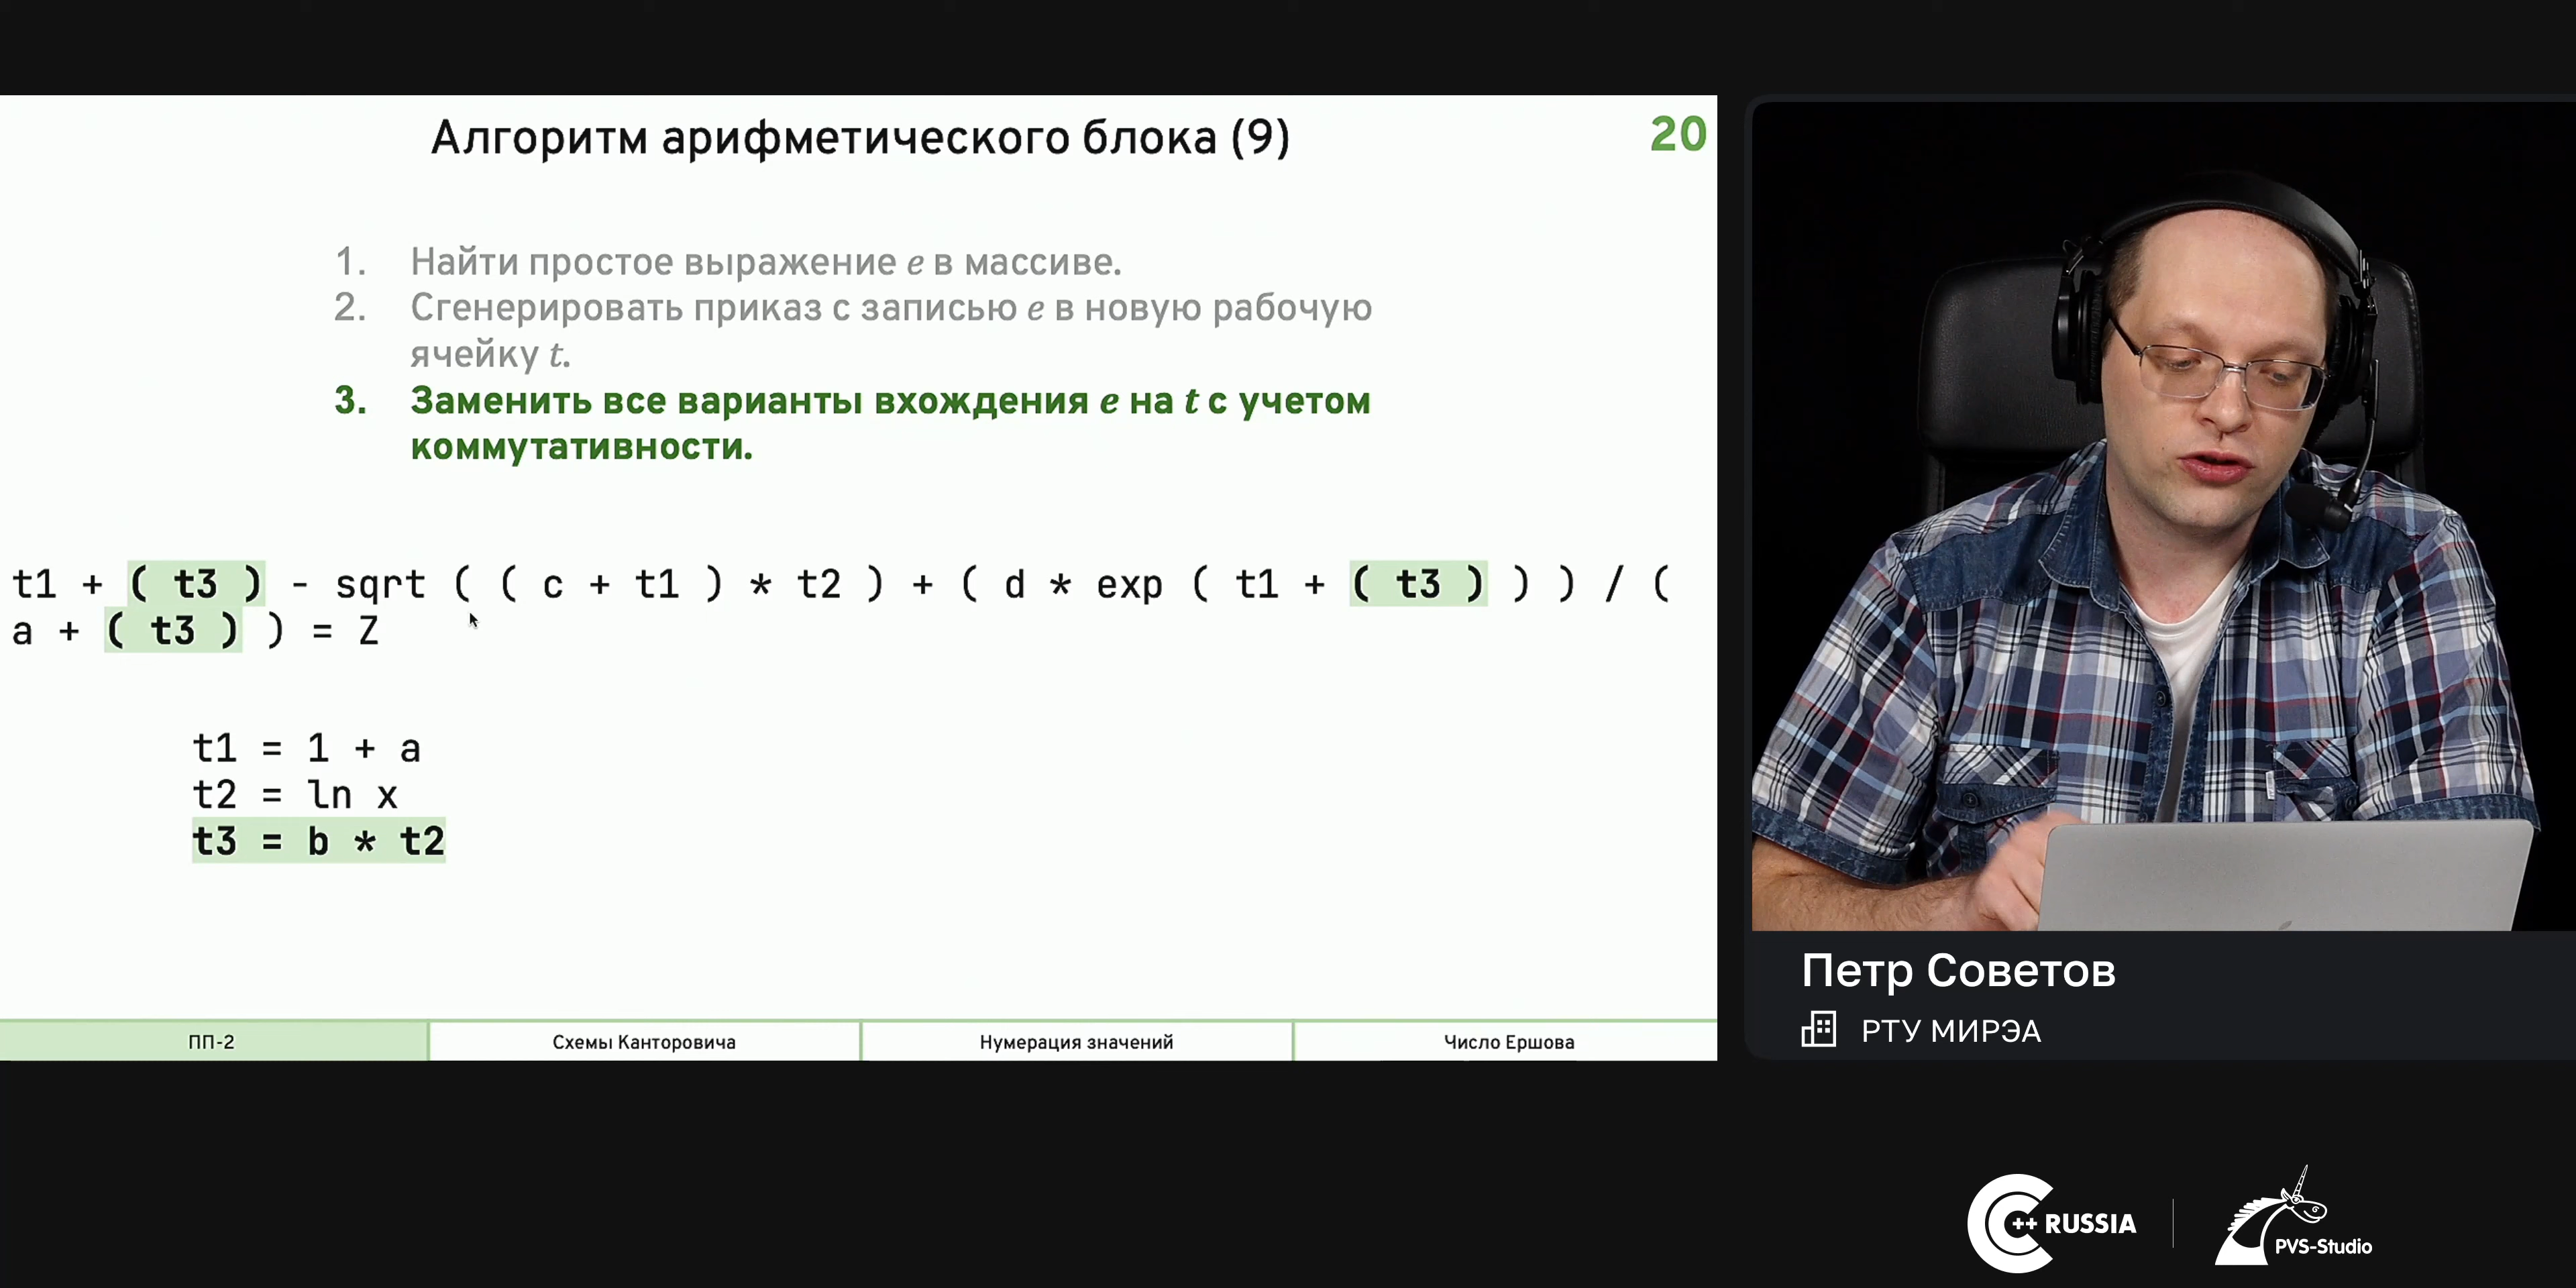 Алгоритм арифметического блока (9)
20
1. Найти простое выражение e в массиве.
2. Сгенерировать приказ с записью e в новую рабочую
ячейку t.
3. Заменить все варианты вхождения e на t с учетом
коммутативности.
t1 + ( t3 ) - sqrt ( ( c + t1 ) * t2 ) + ( d * exp ( t1 + ( t3 ) ) ) / (
a + ( t3 ) ) = Z
t1 = 1 + a
t2 = ln x
t3 = b * t2
ПП-2
Схемы Канторовича
Нумерация значений
Число Ершова
Петр Советов
РТУ МИРЭА
C++ RUSSIA
PVS-Studio